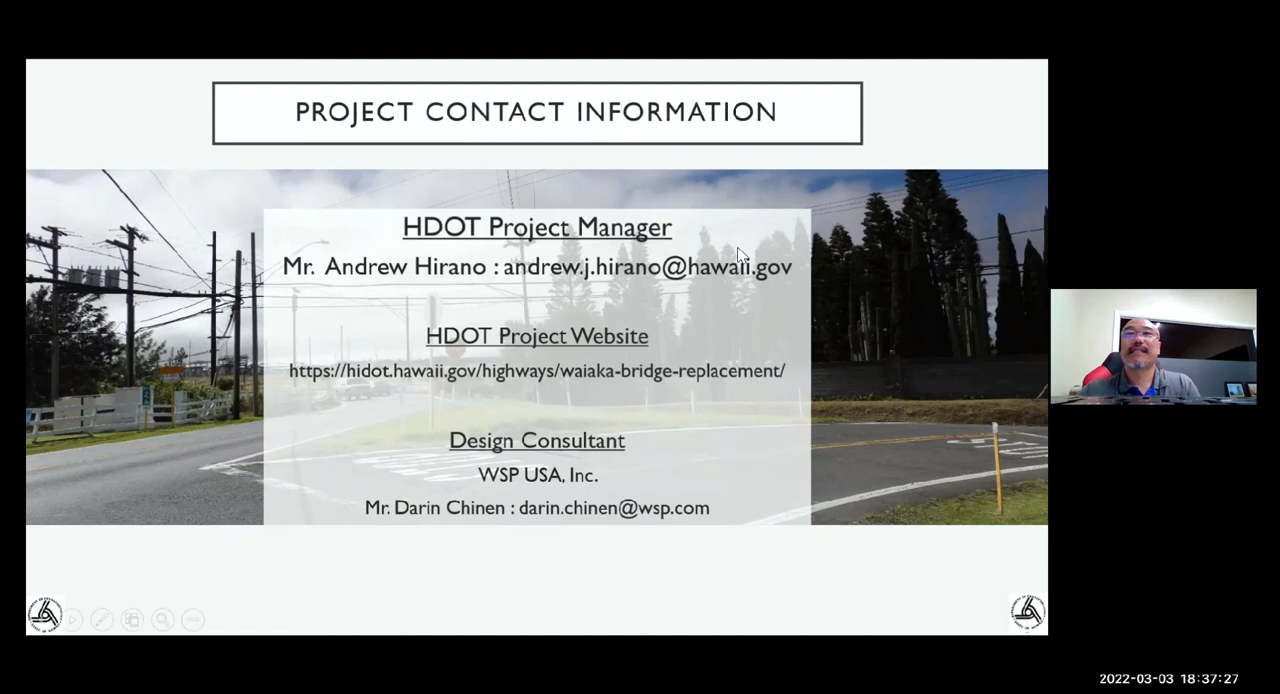 PROJECT CONTACT INFORMATION
HDOT Project Manager
Mr. Andrew Hirano : andrew.j.hirano@hawaii.gov
HDOT Project Website
https://hidot.hawaii.gov/highways/waiaka-bridge-replacement/
Design Consultant
WSP USA, Inc.
Mr. Darin Chinen : darin.chinen@wsp.com
2022-03-03 18:37:27